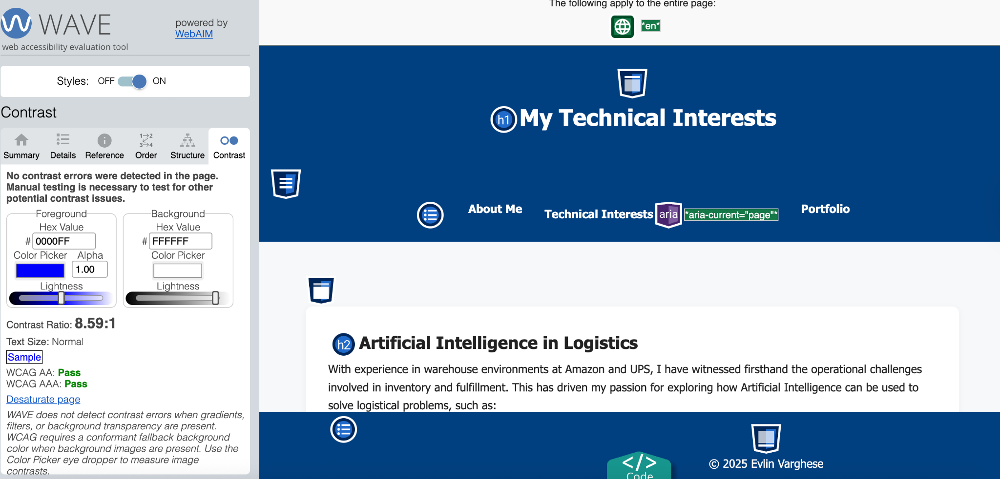 WAVE
powered by
WebAIM
web accessibility evaluation tool
Styles: OFF ON
Contrast
Summary Details Reference Order Structure Contrast
1→2
3→4
No contrast errors were detected in the page.
Manual testing is necessary to test for other
potential contrast issues.
Foreground
Hex Value
# 0000FF
Color Picker Alpha
1.00
Lightness
Background
Hex Value
# FFFFFF
Color Picker
Lightness
Contrast Ratio: 8.59:1
Text Size: Normal
Sample
WCAG AA: Pass
WCAG AAA: Pass
Desaturate page
WAVE does not detect contrast errors when gradients,
filters, or background transparency are present.
WCAG requires a conformant fallback background
color when background images are present. Use the
Color Picker eye dropper to measure image
contrasts.
The following apply to the entire page:
*en*
h1 My Technical Interests
About Me
Technical Interests aria *aria-current="page"*
Portfolio
h2 Artificial Intelligence in Logistics
With experience in warehouse environments at Amazon and UPS, I have witnessed firsthand the operational challenges
involved in inventory and fulfillment. This has driven my passion for exploring how Artificial Intelligence can be used to
solve logistical problems, such as:
</>
Code
© 2025 Evlin Varghese